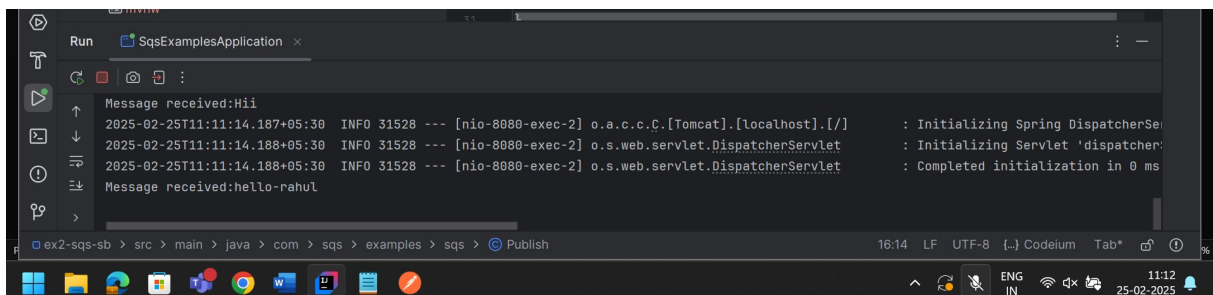 mvnw
31
Run SqsExamplesApplication
Message received:Hii
2025-02-25T11:11:14.187+05:30 INFO 31528 --- [nio-8080-exec-2] o.a.c.c.C.[Tomcat].[localhost].[/] : Initializing Spring DispatcherSe
2025-02-25T11:11:14.188+05:30 INFO 31528 --- [nio-8080-exec-2] o.s.web.servlet.DispatcherServlet : Initializing Servlet 'dispatcher
2025-02-25T11:11:14.188+05:30 INFO 31528 --- [nio-8080-exec-2] o.s.web.servlet.DispatcherServlet : Completed initialization in 0 ms
Message received:hello-rahul
ex2-sqs-sb > src > main > java > com > sqs > examples > sqs > Publish 16:14 LF UTF-8 {...} Codeium Tab*
ENG 11:12
IN 25-02-2025